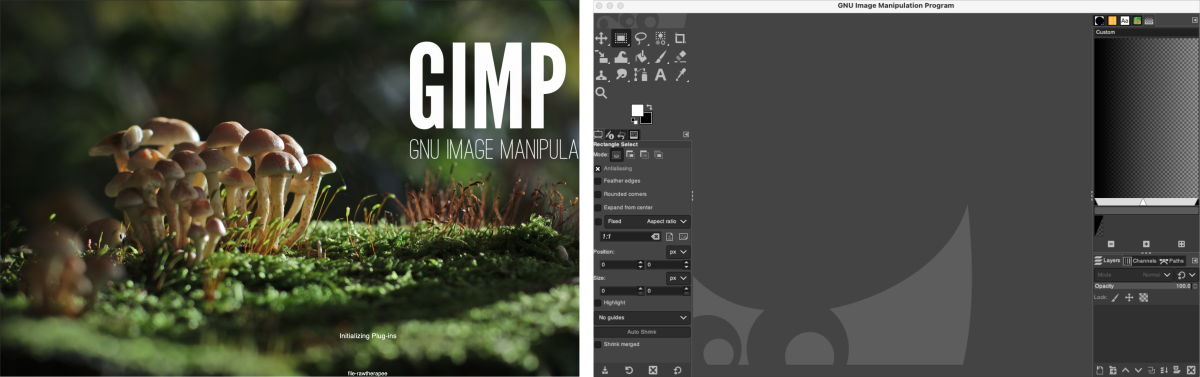 GIMP
GNU IMAGE MANIPULA
Initializing Plug-ins
file-rawtherapee
GNU Image Manipulation Program
Rectangle Select
Mode:
Antialiasing
Feather edges
Rounded corners
Expand from center
Fixed Aspect ratio
1:1
Position:
px
0 0
Size:
px
0 0
Highlight
No guides
Auto Shrink
Shrink merged
Aa
Custom
Layers Channels Paths
Mode Normal
Opacity 100.0
Lock: